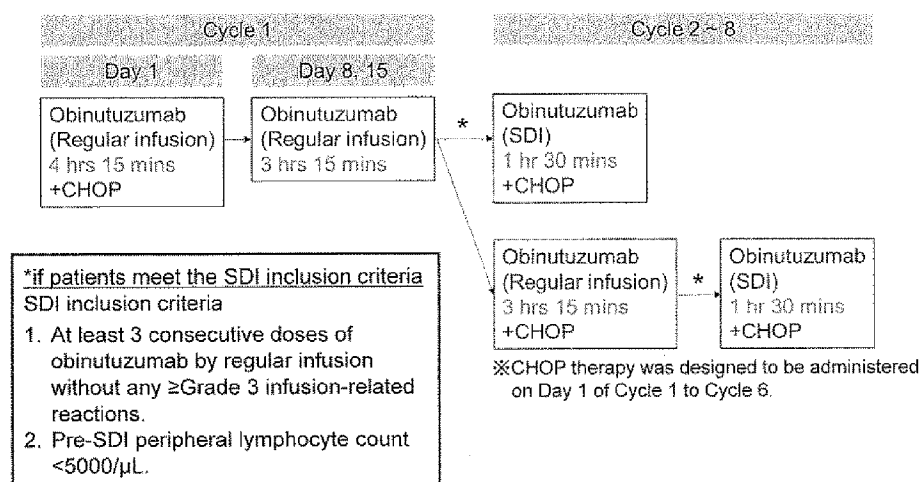 Cycle 1
Cycle 2 ~ 8
Day 1
Day 8, 15
Obinutuzumab
(Regular infusion)
4 hrs 15 mins
+CHOP
Obinutuzumab
(Regular infusion)
3 hrs 15 mins
*
Obinutuzumab
(SDI)
1 hr 30 mins
+CHOP
Obinutuzumab
(Regular infusion)
3 hrs 15 mins
+CHOP
*
Obinutuzumab
(SDI)
1 hr 30 mins
+CHOP
※CHOP therapy was designed to be administered
on Day 1 of Cycle 1 to Cycle 6.
*if patients meet the SDI inclusion criteria
SDI inclusion criteria
1. At least 3 consecutive doses of
obinutuzumab by regular infusion
without any ≥Grade 3 infusion-related
reactions.
2. Pre-SDI peripheral lymphocyte count
<5000/µL.